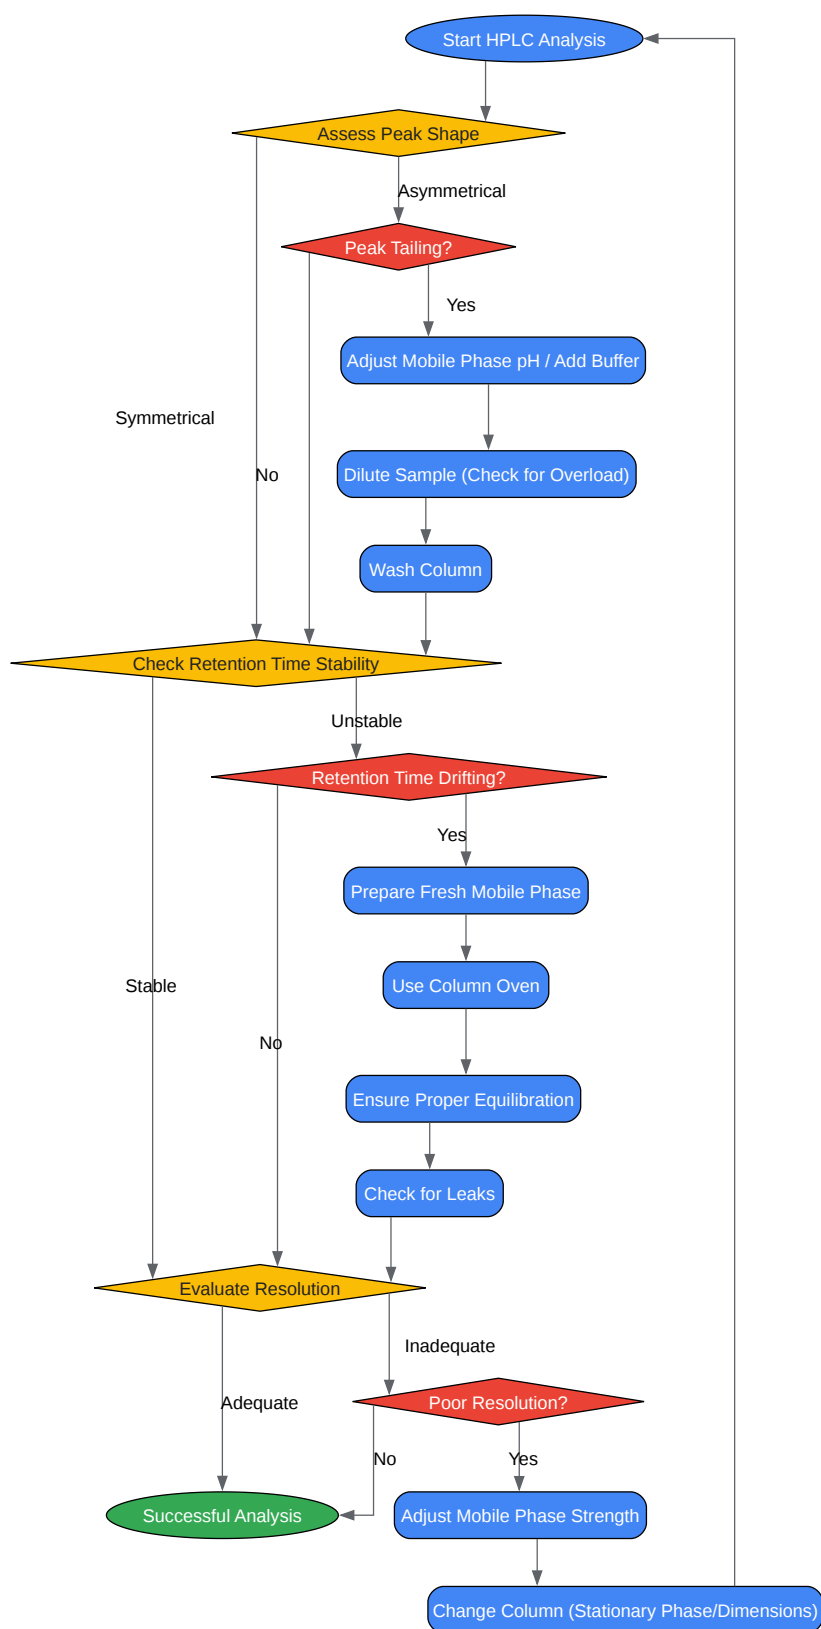 Start HPLC Analysis
Assess Peak Shape
Asymmetrical
Peak Tailing?
Yes
Adjust Mobile Phase pH / Add Buffer
Symmetrical
No
Dilute Sample (Check for Overload)
Wash Column
Check Retention Time Stability
Unstable
Retention Time Drifting?
Yes
Prepare Fresh Mobile Phase
Stable
Use Column Oven
No
Ensure Proper Equilibration
Check for Leaks
Evaluate Resolution
Inadequate
Adequate
Poor Resolution?
No
Yes
Successful Analysis
Adjust Mobile Phase Strength
Change Column (Stationary Phase/Dimensions)